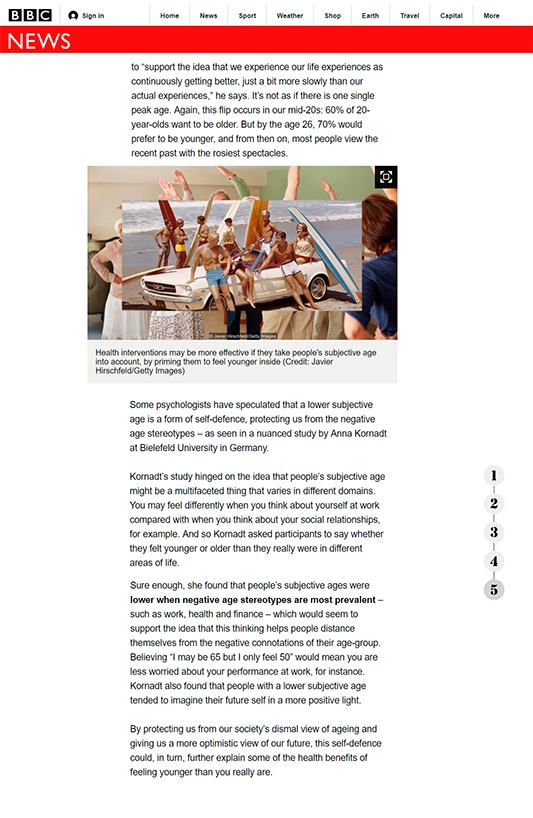 BBC
Sign in
Home
News
Sport
Weather
Shop
Earth
Travel
Capital
More
NEWS
to “support the idea that we experience our life experiences as
continuously getting better, just a bit more slowly than our
actual experiences,” he says. It’s not as if there is one single
peak age. Again, this flip occurs in our mid-20s: 60% of 20-
year-olds want to be older. But by the age 26, 70% would
prefer to be younger, and from then on, most people view the
recent past with the rosiest spectacles.
© Javier Hirschfeld/Getty Images
Health interventions may be more effective if they take people's subjective age
into account, by priming them to feel younger inside (Credit: Javier
Hirschfeld/Getty Images)
Some psychologists have speculated that a lower subjective
age is a form of self-defence, protecting us from the negative
age stereotypes – as seen in a nuanced study by Anna Kornadt
at Bielefeld University in Germany.
Kornadt’s study hinged on the idea that people’s subjective age
might be a multifaceted thing that varies in different domains.
You may feel differently when you think about yourself at work
compared with when you think about your social relationships,
for example. And so Kornadt asked participants to say whether
they felt younger or older than they really were in different
areas of life.
Sure enough, she found that people’s subjective ages were
lower when negative age stereotypes are most prevalent –
such as work, health and finance – which would seem to
support the idea that this thinking helps people distance
themselves from the negative connotations of their age-group.
Believing “I may be 65 but I only feel 50” would mean you are
less worried about your performance at work, for instance.
Kornadt also found that people with a lower subjective age
tended to imagine their future self in a more positive light.
By protecting us from our society’s dismal view of ageing and
giving us a more optimistic view of our future, this self-defence
could, in turn, further explain some of the health benefits of
feeling younger than you really are.
1
2
3
4
5